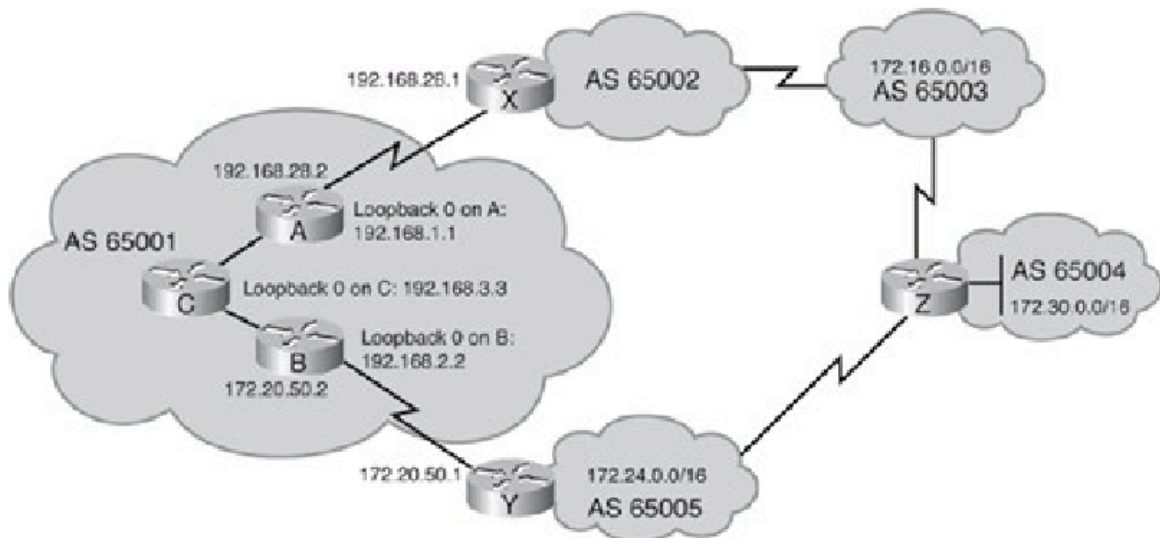 192.168.28.1
X
AS 65002
172.16.0.0/16
AS 65003
192.168.28.2
A
Loopback 0 on A:
192.168.1.1
AS 65001
C
Loopback 0 on C: 192.168.3.3
B
Loopback 0 on B:
192.168.2.2
172.20.50.2
Z
AS 65004
172.30.0.0/16
172.20.50.1
Y
172.24.0.0/16
AS 65005